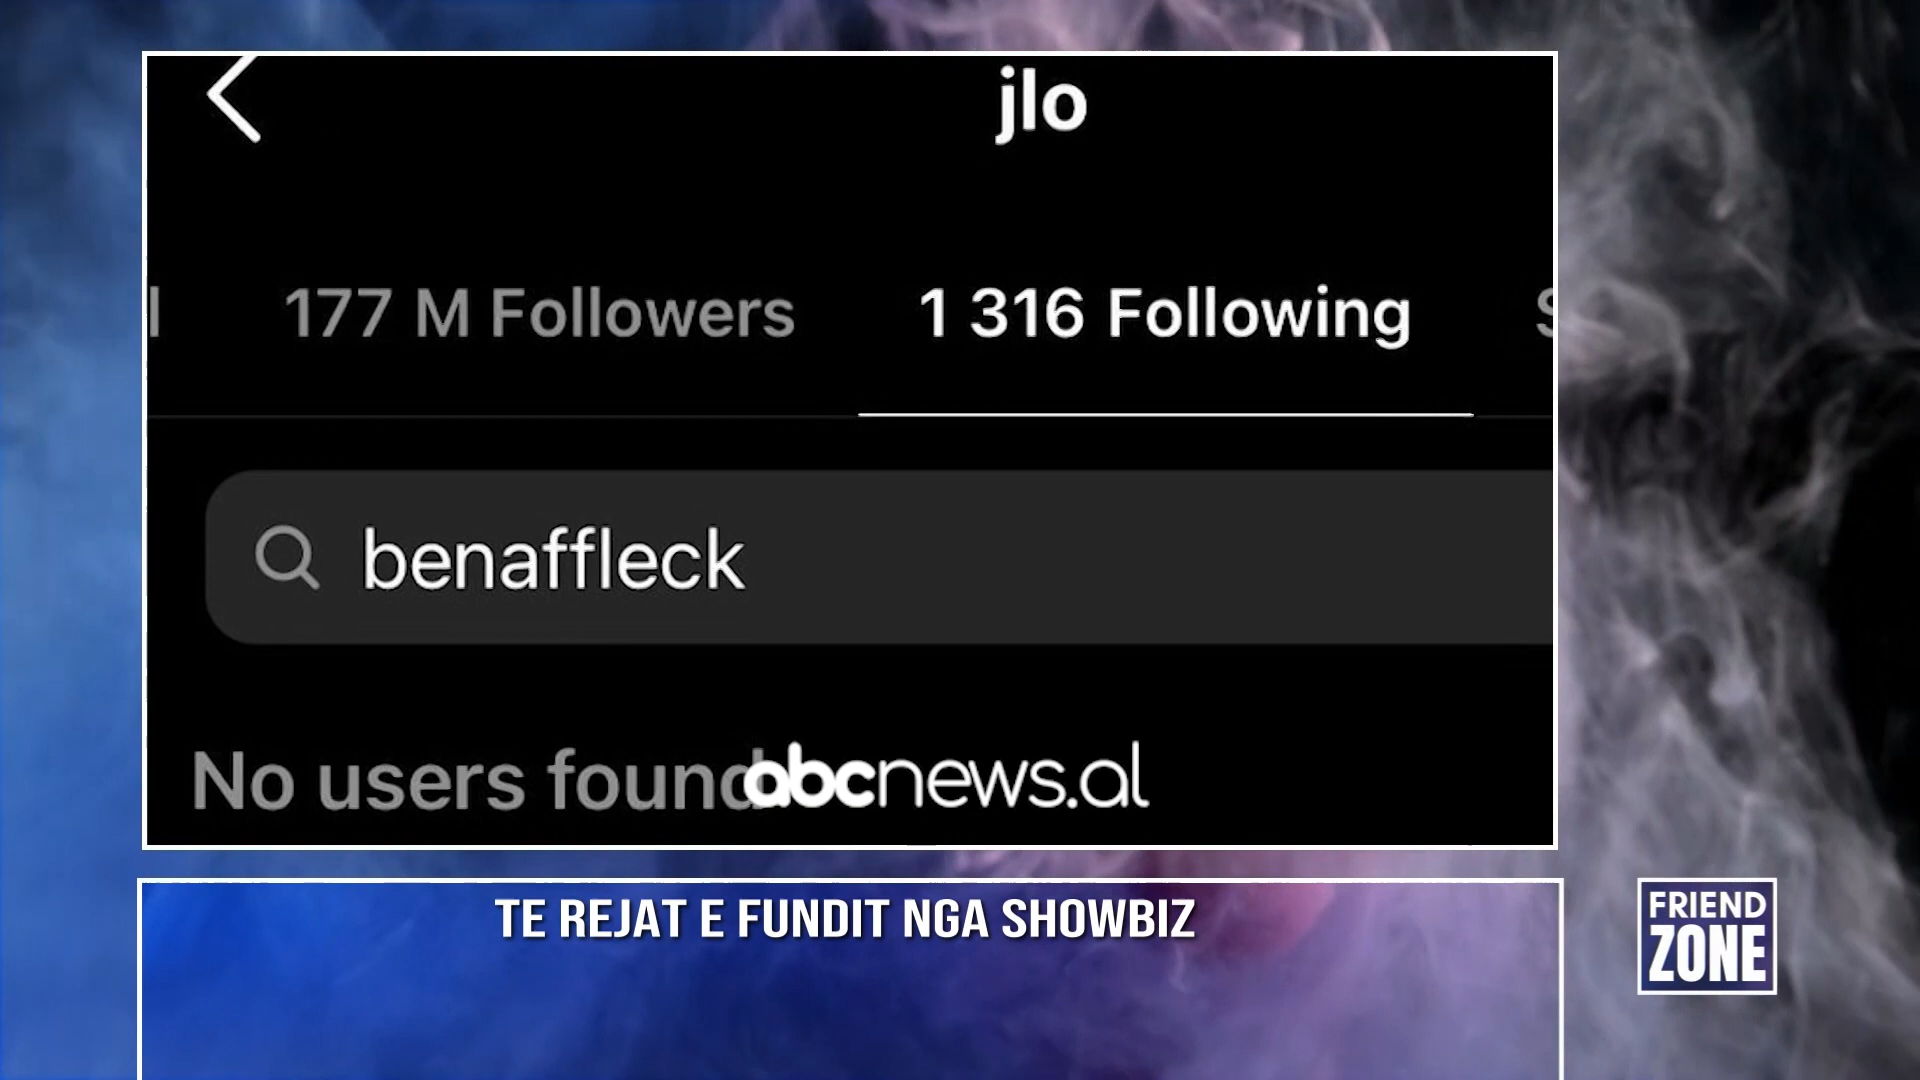 jlo
177 M Followers
1 316 Following
benaffleck
No users found
abcnews.al
TE REJAT E FUNDIT NGA SHOWBIZ
FRIEND
ZONE